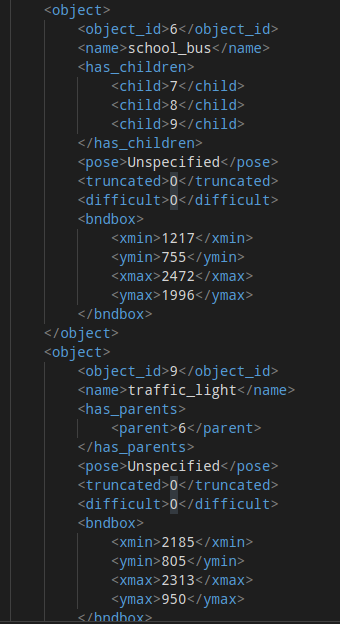 <object>
<object_id>6</object_id>
<name>school_bus</name>
<has_children>
<child>7</child>
<child>8</child>
<child>9</child>
</has_children>
<pose>Unspecified</pose>
<truncated>0</truncated>
<difficult>0</difficult>
<bndbox>
<xmin>1217</xmin>
<ymin>755</ymin>
<xmax>2472</xmax>
<ymax>1996</ymax>
</bndbox>
</object>
<object>
<object_id>9</object_id>
<name>traffic_light</name>
<has_parents>
<parent>6</parent>
</has_parents>
<pose>Unspecified</pose>
<truncated>0</truncated>
<difficult>0</difficult>
<bndbox>
<xmin>2185</xmin>
<ymin>805</ymin>
<xmax>2313</xmax>
<ymax>950</ymax>
</bndbox>